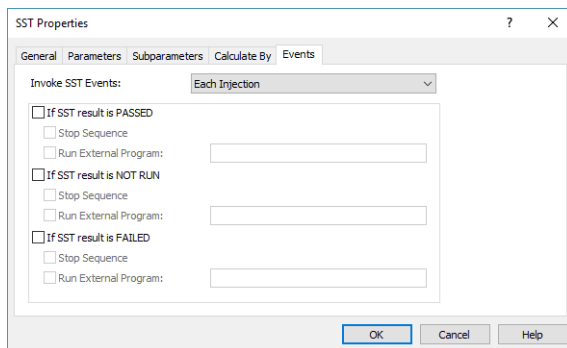 SST Properties
?
General Parameters Subparameters Calculate By Events
Invoke SST Events: Each Injection
If SST result is PASSED
Stop Sequence
Run External Program:
If SST result is NOT RUN
Stop Sequence
Run External Program:
If SST result is FAILED
Stop Sequence
Run External Program:
OK Cancel Help